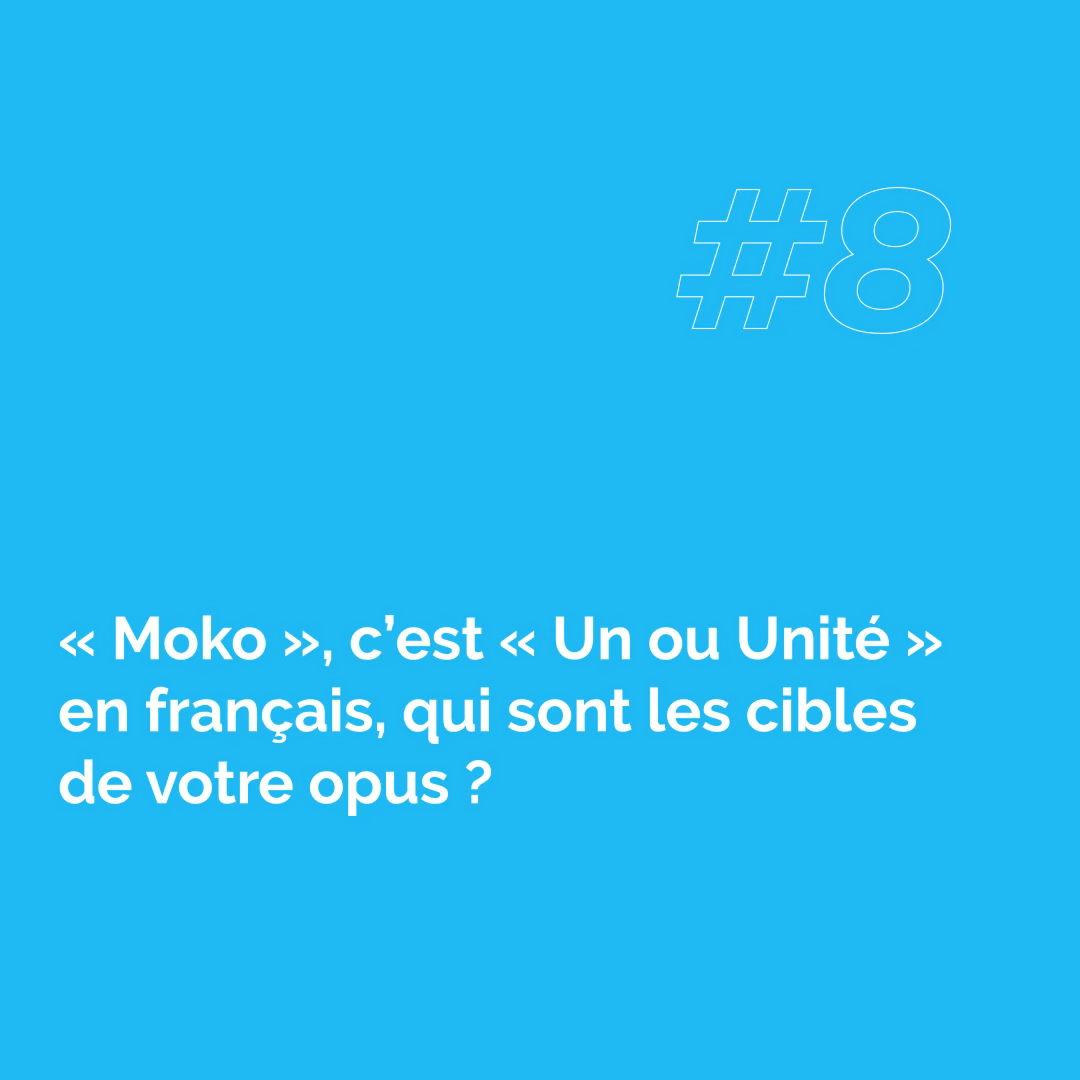 #8
« Moko », c’est « Un ou Unité »
en français, qui sont les cibles
de votre opus ?